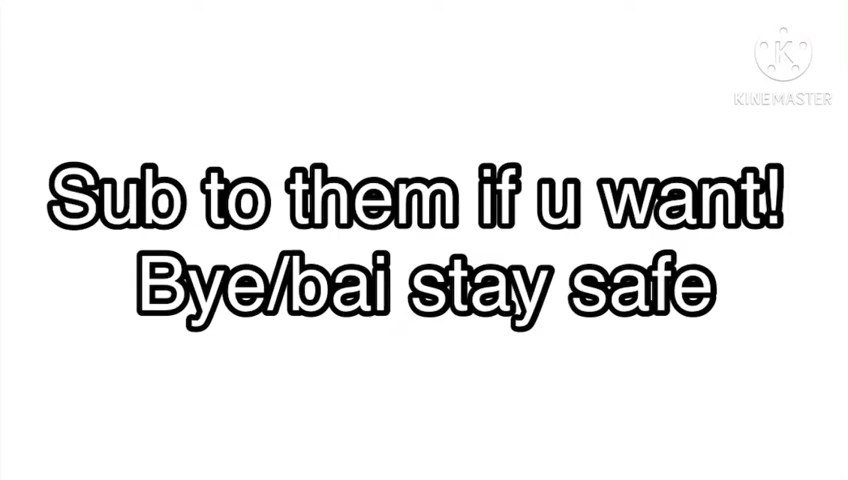 K
KINEMASTER
Sub to them if u want!
Bye/bai stay safe